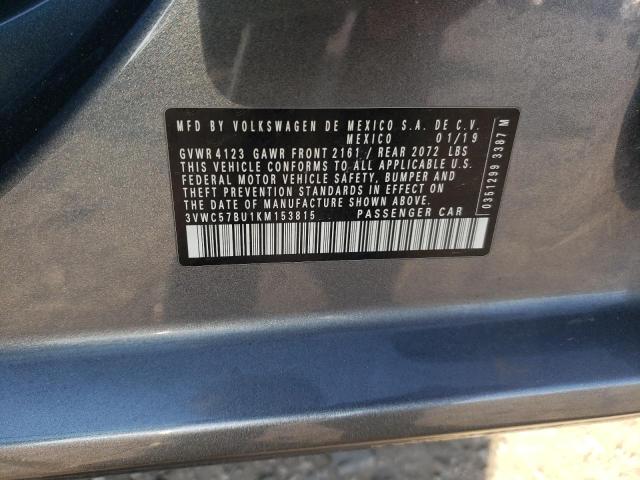 MFD BY VOLKSWAGEN DE MEXICO S.A. DE C.V.
MEXICO 01/19
GVWR 4123 GAWR FRONT 2161 / REAR 2072 LBS
THIS VEHICLE CONFORMS TO ALL APPLICABLE U.S.
FEDERAL MOTOR VEHICLE SAFETY, BUMPER AND
THEFT PREVENTION STANDARDS IN EFFECT ON
THE DATE OF MANUFACTURE SHOWN ABOVE.
3VWC57BU1KM153815 PASSENGER CAR
0351299 3387 M